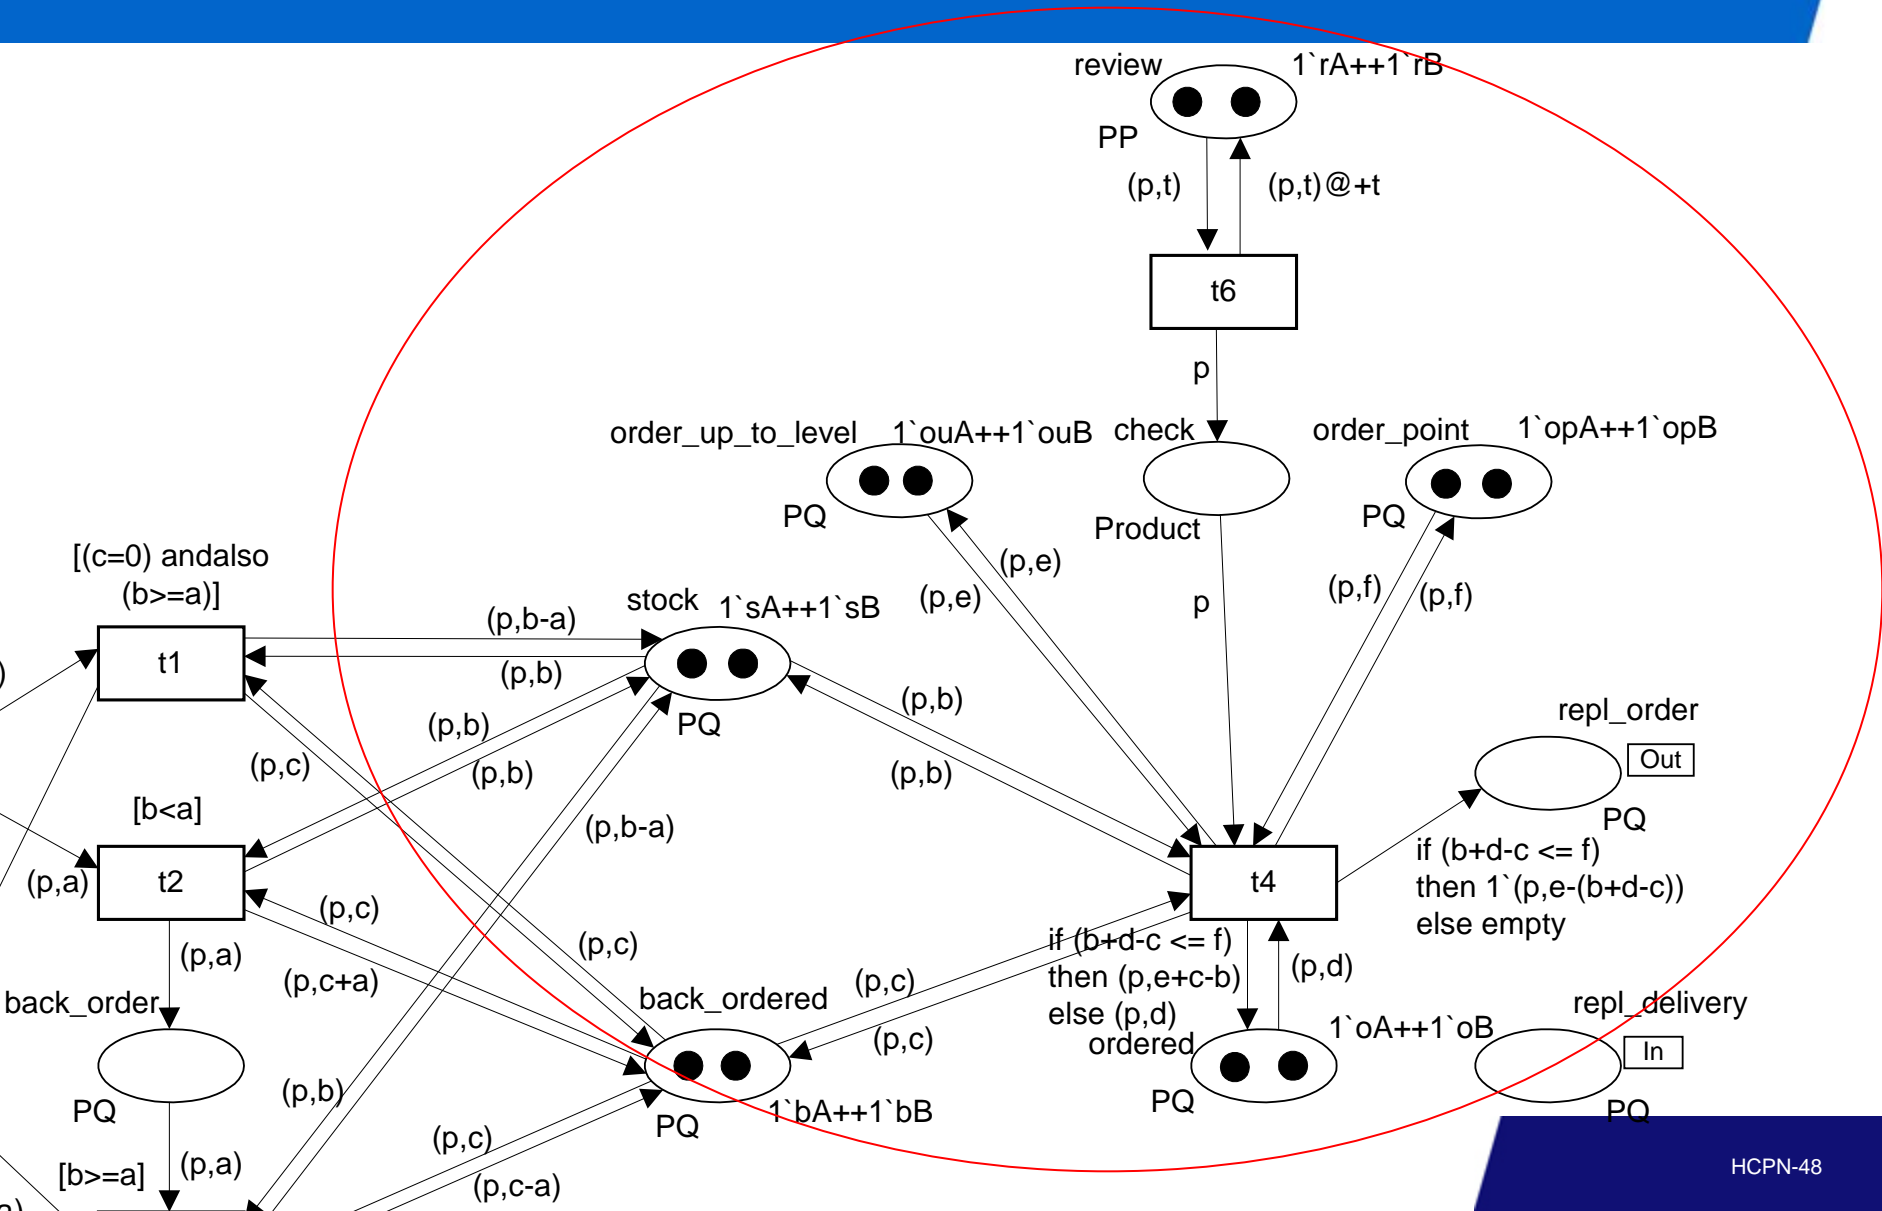 review
1`rA++1`rB
PP
(p,t)
(p,t)@+t
t6
p
order_up_to_level
1`ouA++1`ouB
check
order_point
1`opA++1`opB
PQ
Product
PQ
[(c=0) andalso
(b>=a)]
(p,e)
(p,e)
p
(p,f)
(p,f)
stock
1`sA++1`sB
(p,b-a)
t1
(p,b)
(p,b)
PQ
(p,b)
(p,c)
(p,b)
(p,b)
repl_order
Out
PQ
[b<a]
(p,b-a)
if (b+d-c <= f)
then 1`(p,e-(b+d-c))
else empty
(p,a)
t2
t4
(p,c)
(p,a)
(p,c+a)
(p,c)
(p,c)
if (b+d-c <= f)
then (p,e+c-b)
else (p,d)
(p,d)
back_order
back_ordered
(p,c)
ordered
1`oA++1`oB
repl_delivery
In
PQ
(p,b)
PQ
1`bA++1`bB
PQ
PQ
(p,c)
[b>=a]
(p,a)
(p,c-a)
a)
HCPN-48